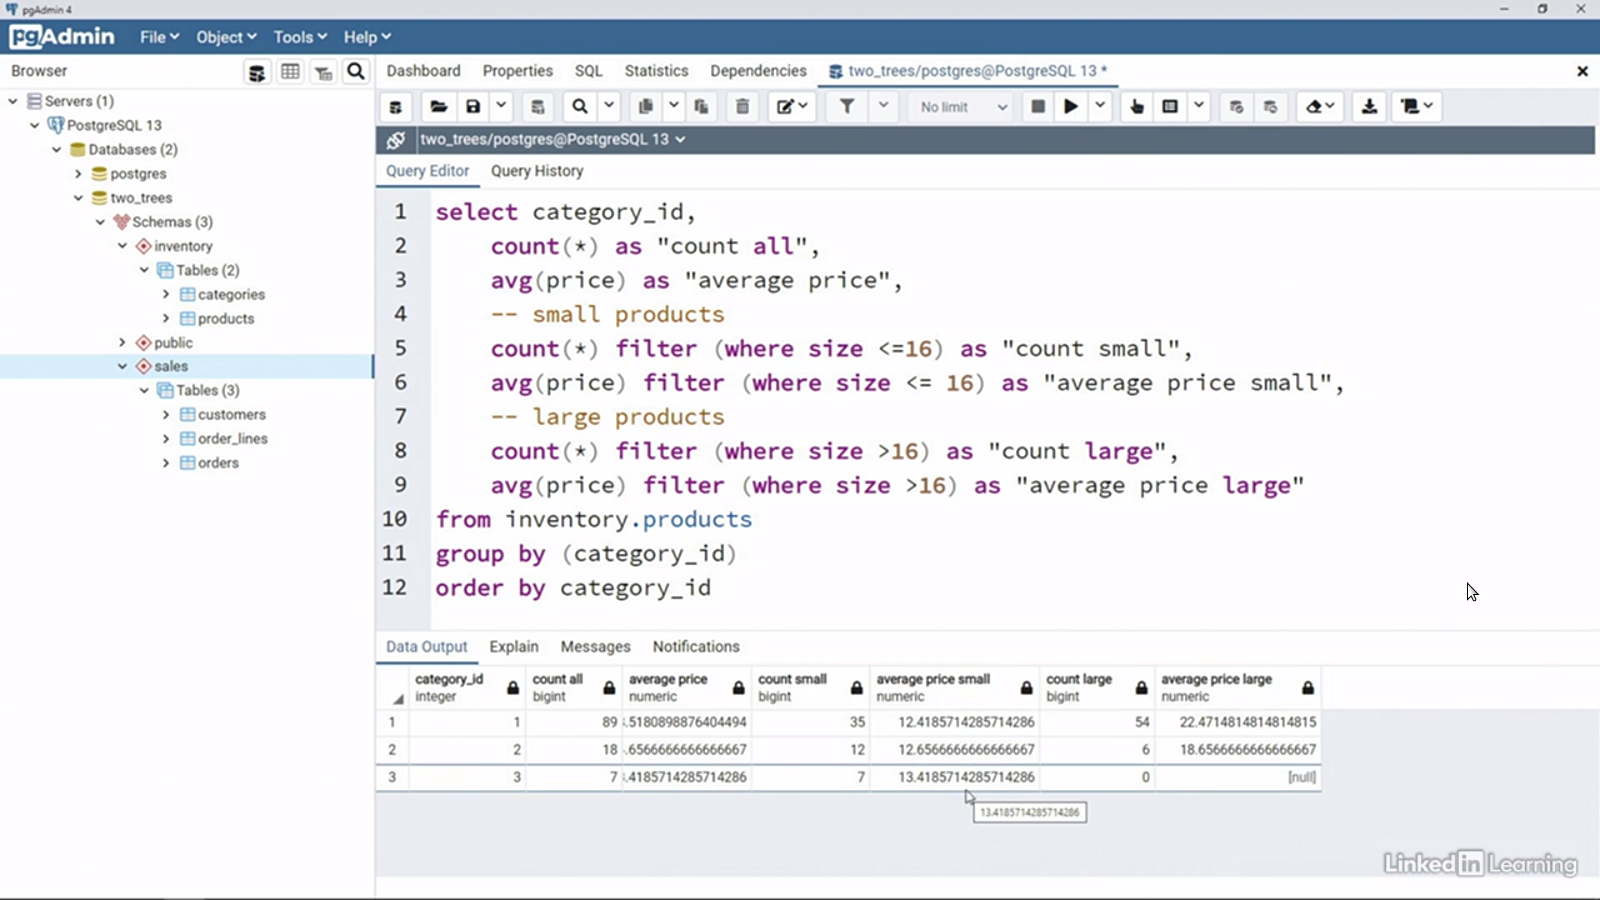 pgAdmin 4
pgAdmin File Object Tools Help
Browser
Dashboard Properties SQL Statistics Dependencies two_trees/postgres@PostgreSQL 13 *
Servers (1)
PostgreSQL 13
Databases (2)
postgres
two_trees
Schemas (3)
inventory
Tables (2)
categories
products
public
sales
Tables (3)
customers
order_lines
orders
No limit
two_trees/postgres@PostgreSQL 13
Query Editor Query History
1 select category_id,
2 count(*) as "count all",
3 avg(price) as "average price",
4 -- small products
5 count(*) filter (where size <=16) as "count small",
6 avg(price) filter (where size <= 16) as "average price small",
7 -- large products
8 count(*) filter (where size >16) as "count large",
9 avg(price) filter (where size >16) as "average price large"
10 from inventory.products
11 group by (category_id)
12 order by category_id
Data Output Explain Messages Notifications
category_id count all average price count small average price small count large average price large
integer bigint numeric bigint numeric bigint numeric
1 1 89 .5180898876404494 35 12.4185714285714286 54 22.4714814814814815
2 2 18 .6566666666666667 12 12.6566666666666667 6 18.6566666666666667
3 3 7 .4185714285714286 7 13.4185714285714286 0 [null]
13.4185714285714286
Linked in Learning